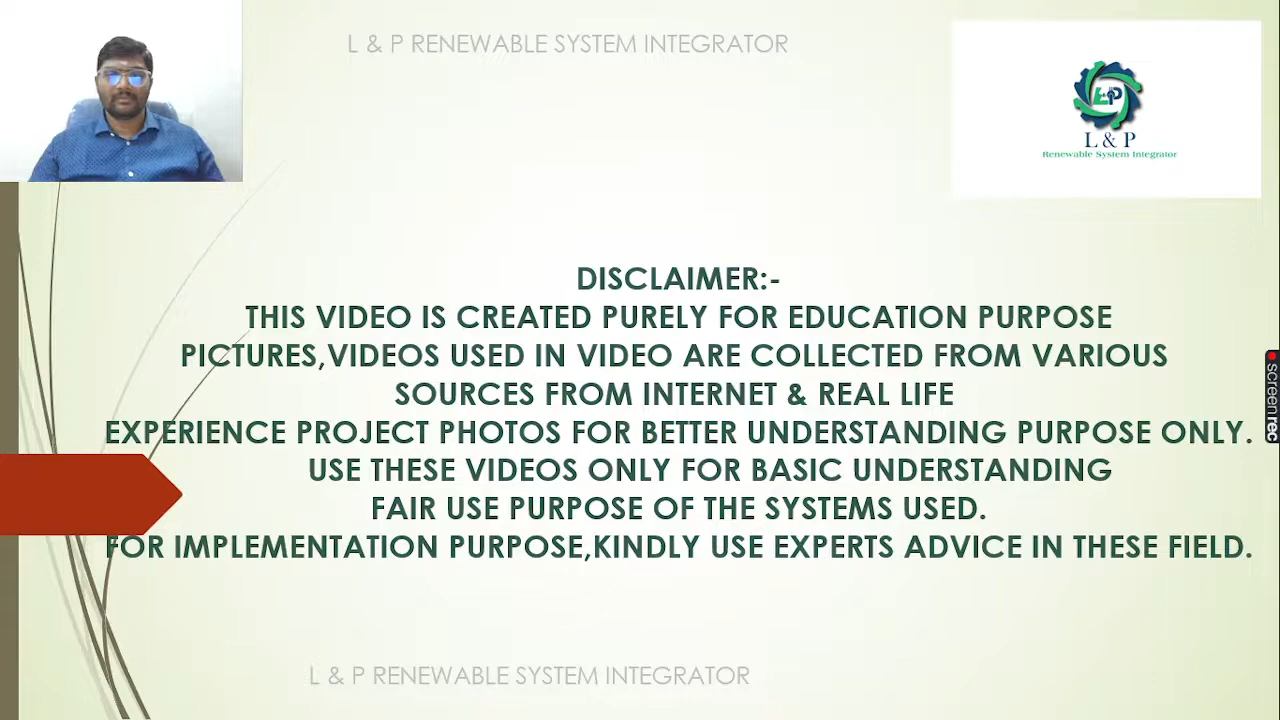 L & P RENEWABLE SYSTEM INTEGRATOR
L&P
L & P
Renewable System Integrator
DISCLAIMER:-
THIS VIDEO IS CREATED PURELY FOR EDUCATION PURPOSE
PICTURES,VIDEOS USED IN VIDEO ARE COLLECTED FROM VARIOUS
SOURCES FROM INTERNET & REAL LIFE
EXPERIENCE PROJECT PHOTOS FOR BETTER UNDERSTANDING PURPOSE ONLY.
USE THESE VIDEOS ONLY FOR BASIC UNDERSTANDING
FAIR USE PURPOSE OF THE SYSTEMS USED.
FOR IMPLEMENTATION PURPOSE,KINDLY USE EXPERTS ADVICE IN THESE FIELD.
screenrec
L & P RENEWABLE SYSTEM INTEGRATOR